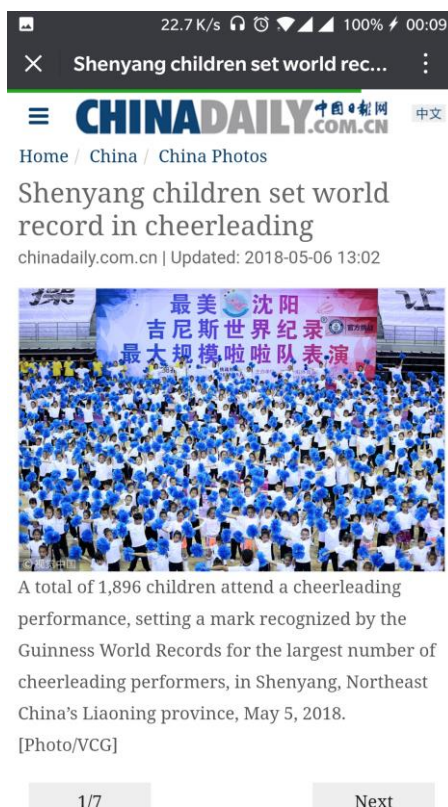 22.7 K/s 100% 00:09
Shenyang children set world rec...
CHINADAILY.COM.CN 中国日报网
中文
Home / China / China Photos
Shenyang children set world
record in cheerleading
chinadaily.com.cn | Updated: 2018-05-06 13:02
最美 沈阳
吉尼斯世界纪录®
最大规模啦啦队表演
A total of 1,896 children attend a cheerleading
performance, setting a mark recognized by the
Guinness World Records for the largest number of
cheerleading performers, in Shenyang, Northeast
China's Liaoning province, May 5, 2018.
[Photo/VCG]
1/7
Next